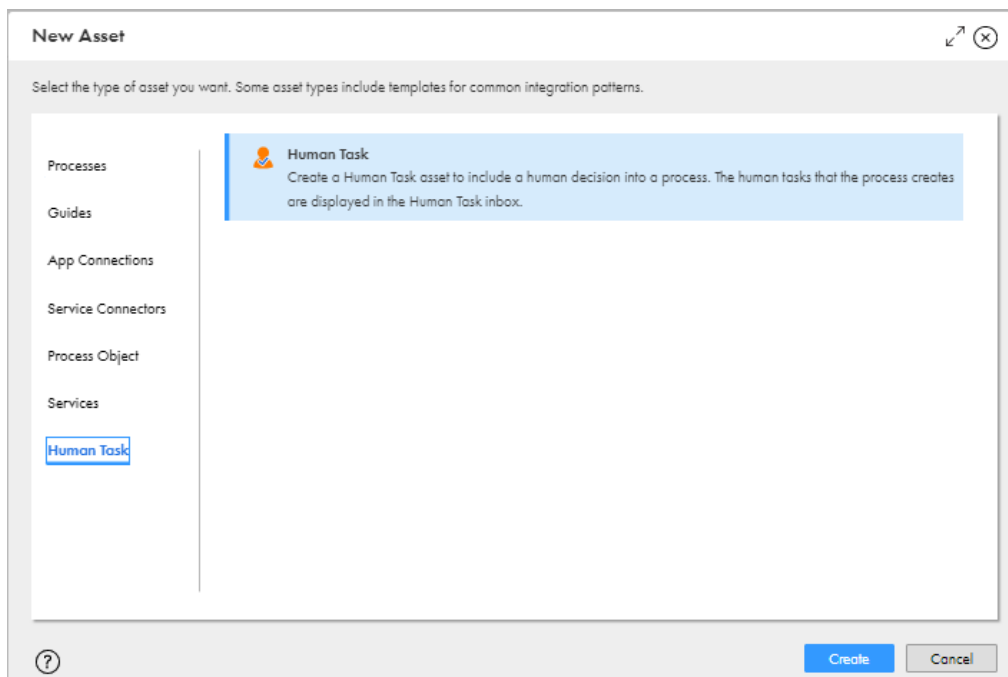 New Asset
Select the type of asset you want. Some asset types include templates for common integration patterns.
Processes
Guides
App Connections
Service Connectors
Process Object
Services
Human Task
Human Task
Create a Human Task asset to include a human decision into a process. The human tasks that the process creates
are displayed in the Human Task inbox.
?
Create
Cancel